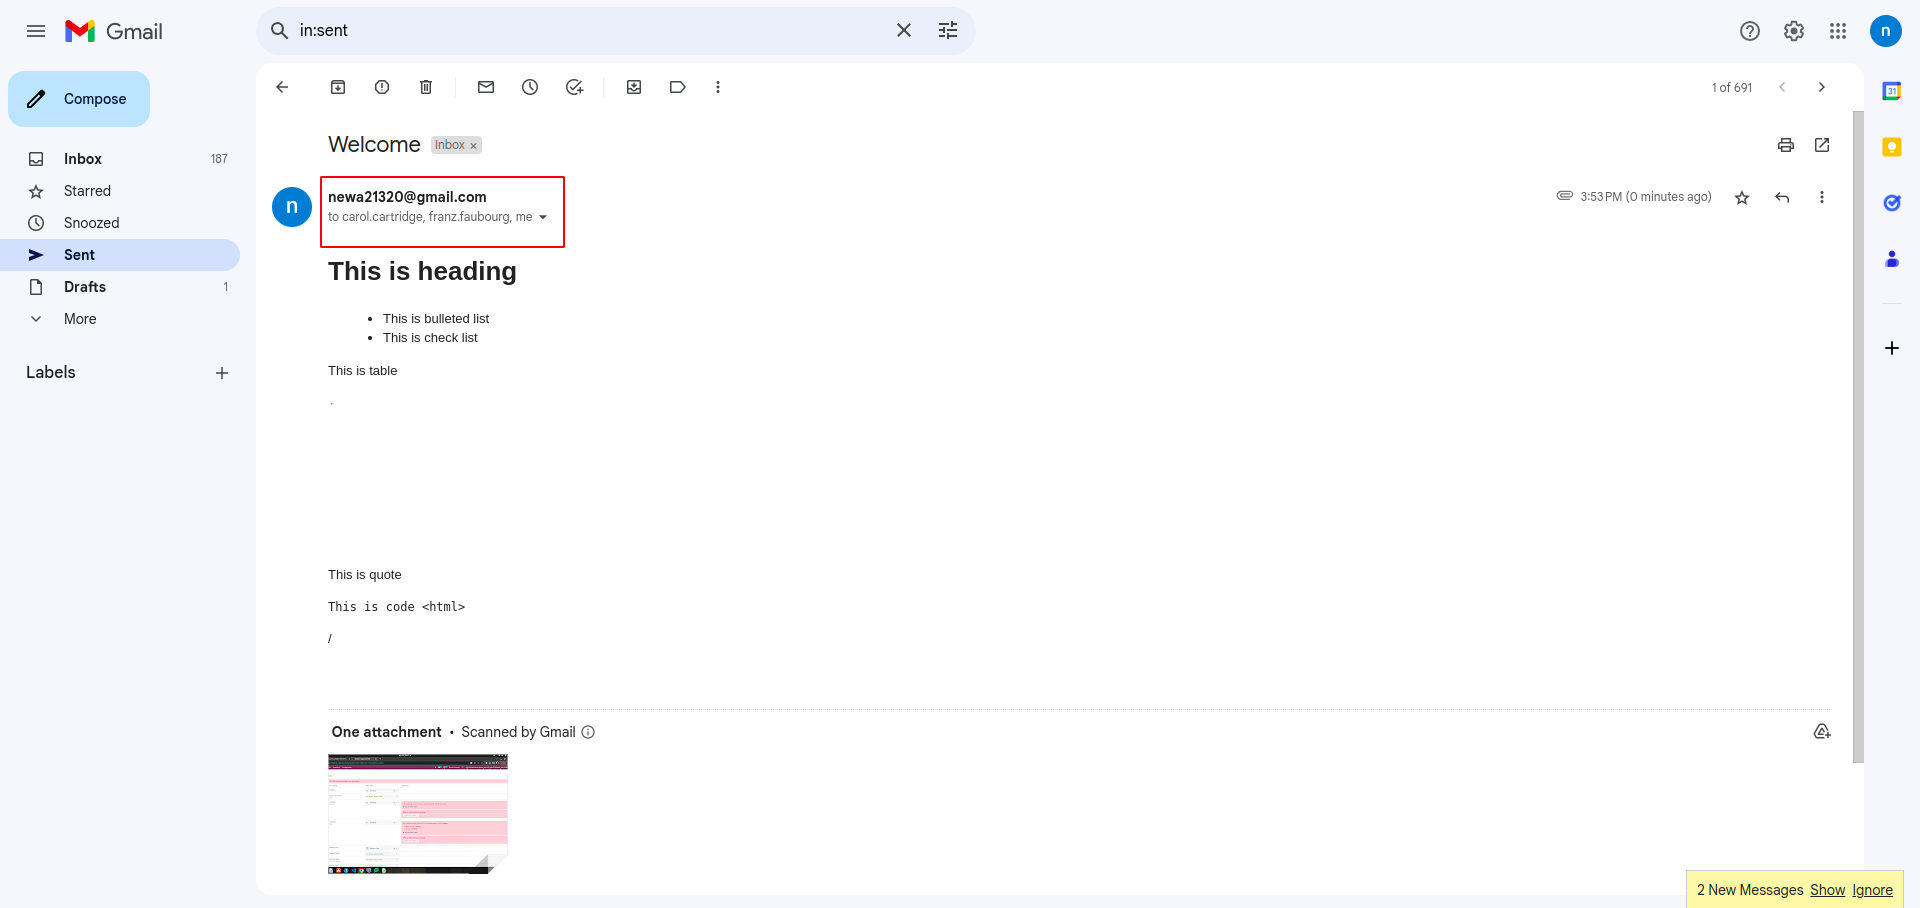 Gmail
in:sent
n
Compose
Inbox 187
Starred
Snoozed
Sent
Drafts 1
More
Labels
1 of 691
31
Welcome Inbox ×
n
newa21320@gmail.com
to carol.cartridge, franz.faubourg, me
3:53 PM (0 minutes ago)
This is heading
• This is bulleted list
• This is check list
This is table
.
This is quote
This is code <html>
/
One attachment • Scanned by Gmail
2 New Messages Show Ignore